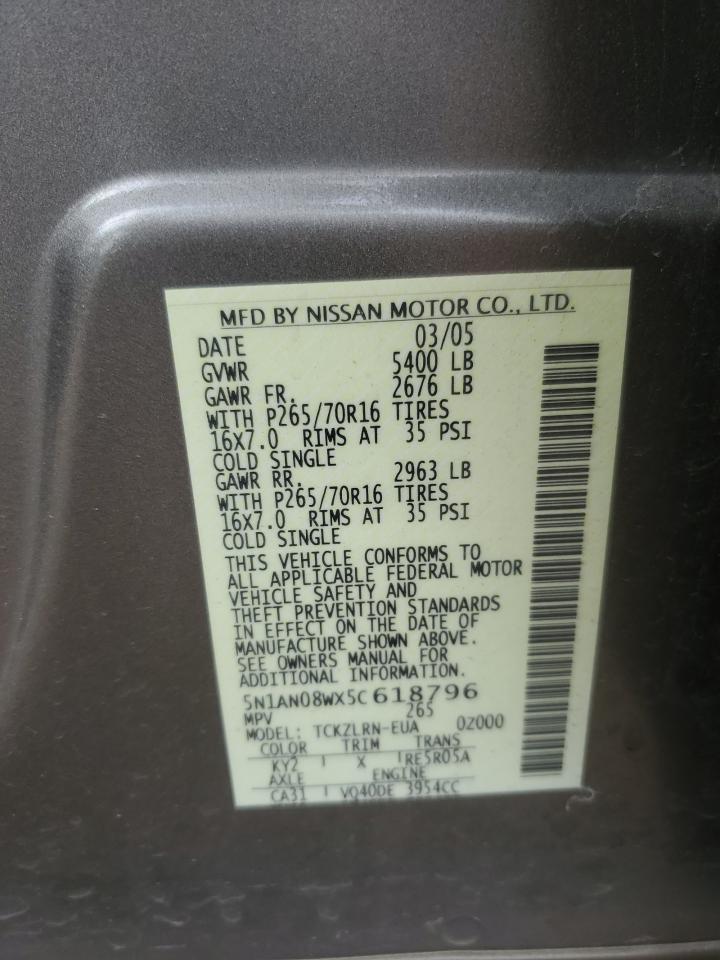 MFD BY NISSAN MOTOR CO., LTD.
DATE 03/05
GVWR 5400 LB
GAWR FR. 2676 LB
WITH P265/70R16 TIRES
16X7.0 RIMS AT 35 PSI
COLD SINGLE
GAWR RR. 2963 LB
WITH P265/70R16 TIRES
16X7.0 RIMS AT 35 PSI
COLD SINGLE
THIS VEHICLE CONFORMS TO
ALL APPLICABLE FEDERAL MOTOR
VEHICLE SAFETY AND
THEFT PREVENTION STANDARDS
IN EFFECT ON THE DATE OF
MANUFACTURE SHOWN ABOVE.
SEE OWNERS MANUAL FOR
ADDITIONAL INFORMATION.
5N1AN08WX5C618796
MPV 265
MODEL: TCKZLRN-EUA 0Z000
COLOR TRIM TRANS
KY2 X RE5R05A
AXLE ENGINE
CA31 VQ40DE 3954CC